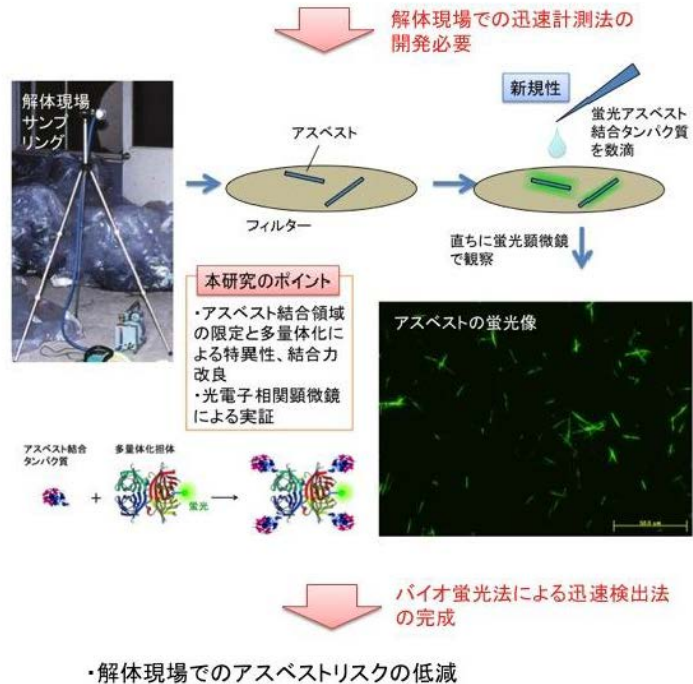 解体現場での迅速計測法の
開発必要
解体現場
サンプ
リング
アスベスト
フィルター
新規性
蛍光アスベスト
結合タンパク質
を数滴
直ちに蛍光顕微鏡
で観察
本研究のポイント
・アスベスト結合領域
の限定と多量体化に
よる特異性、結合力
改良
・光電子相関顕微鏡
による実証
アスベストの蛍光像
50.0 µm
アスベスト結合
タンパク質
多量体化担体
+
蛍光
バイオ蛍光法による迅速検出法
の完成
・解体現場でのアスベストリスクの低減